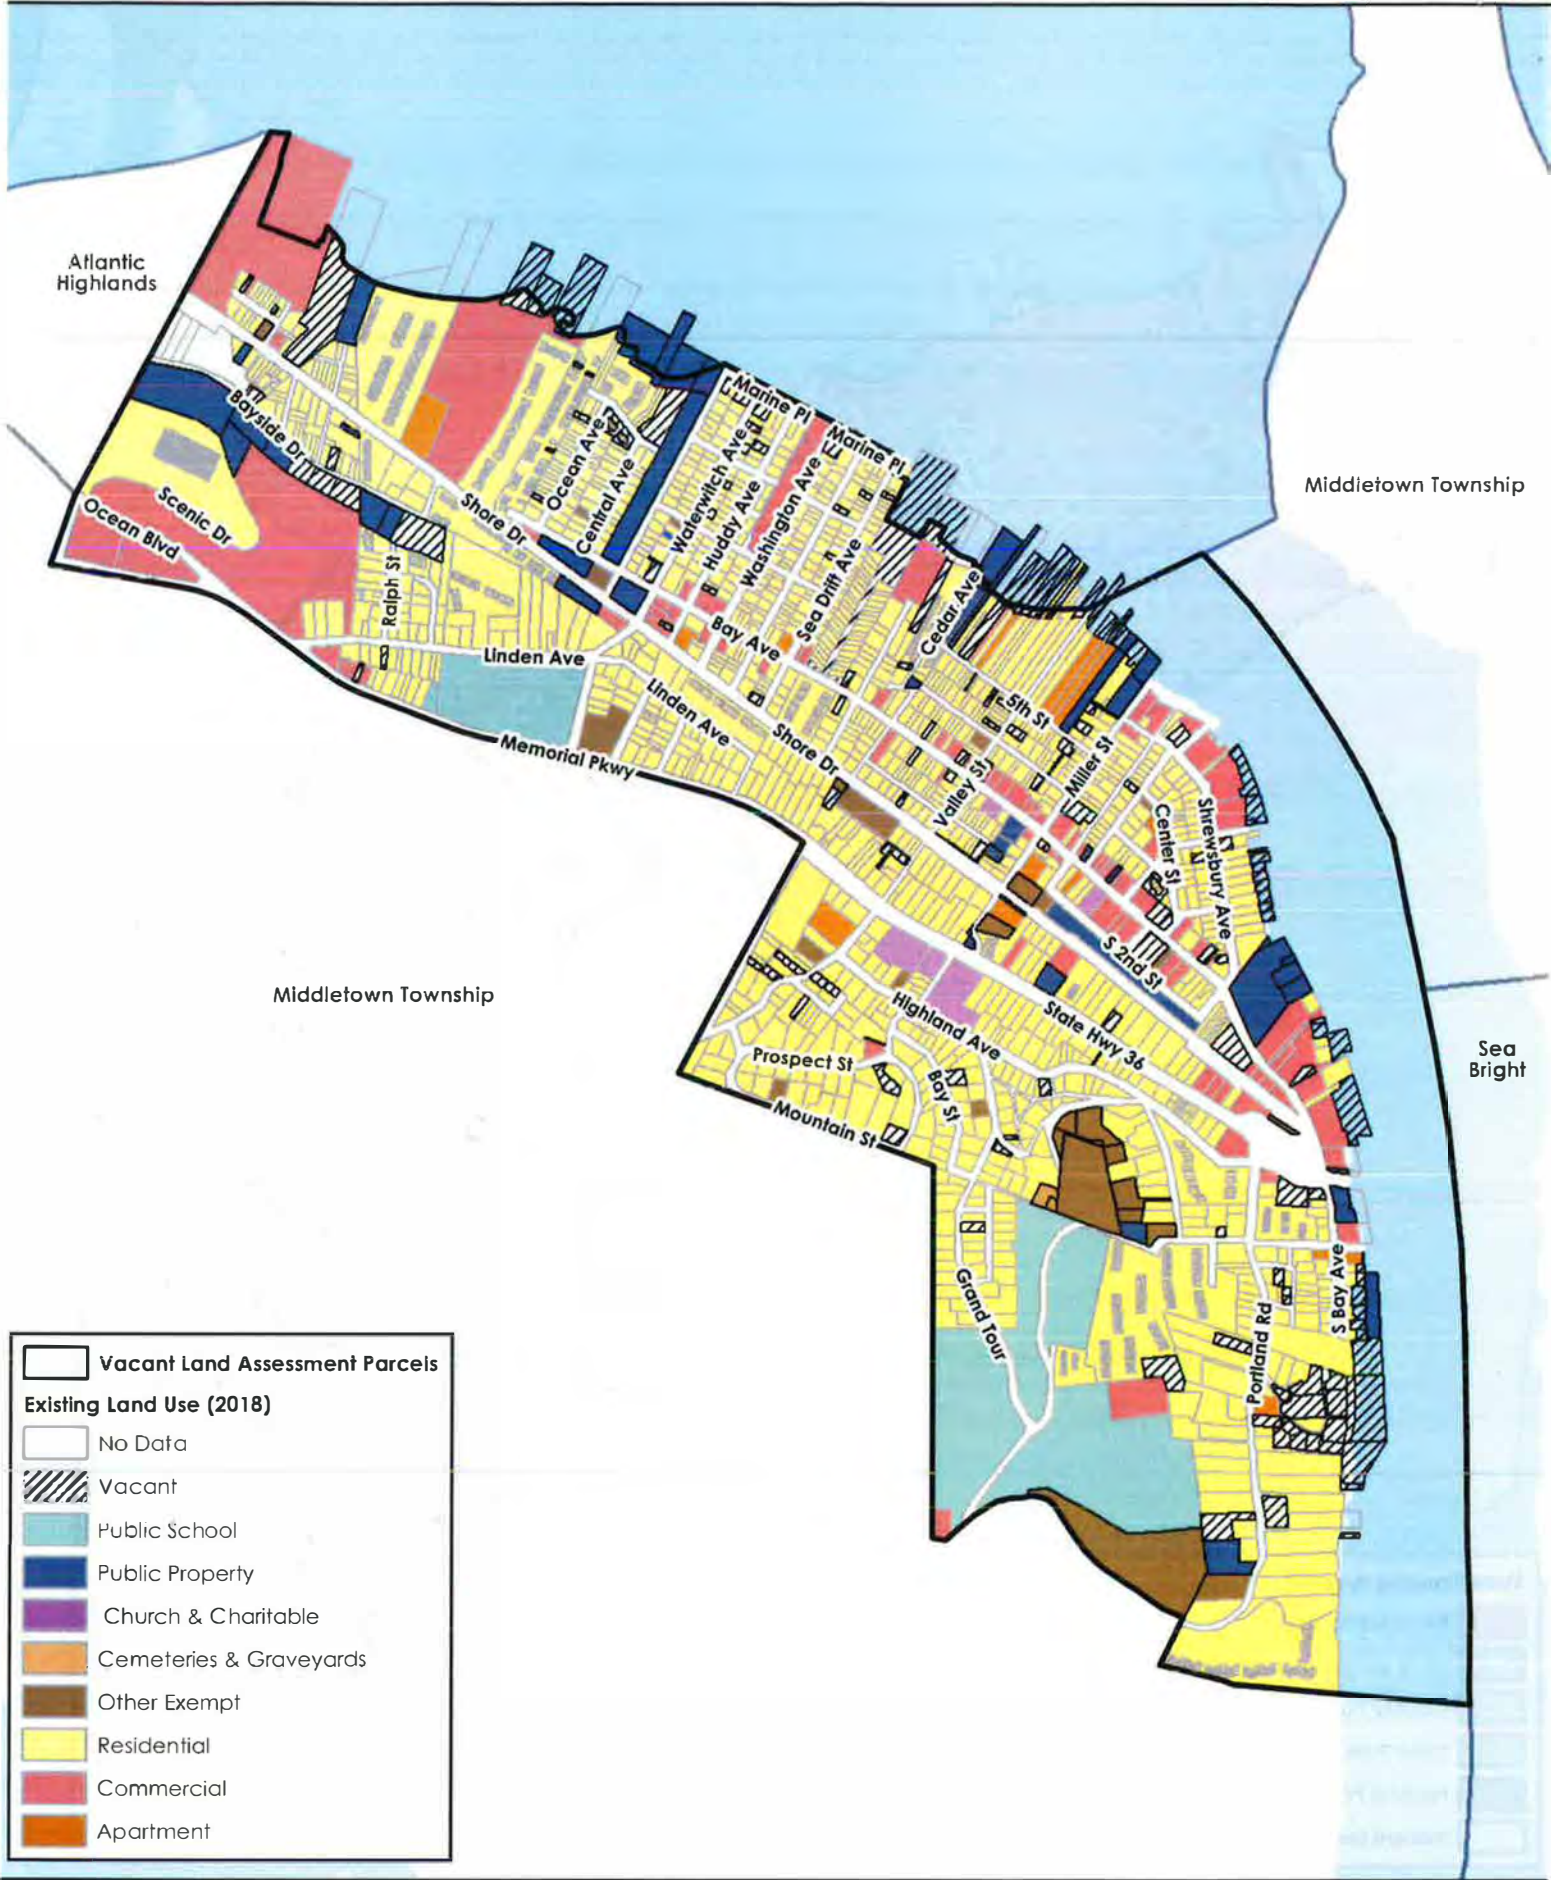 Atlantic
Highlands
Middletown Township
Middletown Township
Sea
Bright
Marine Pl
Marine Pl
Bayside Dr
Scenic Dr
Ocean Blvd
Shore Dr
Ocean Ave
Central Ave
Waterwitch Ave
Huddy Ave
Washington Ave
Sea Drift Ave
Cedar Ave
Ralph St
Linden Ave
Linden Ave
Bay Ave
5th St
Memorial Pkwy
Shore Dr
Valley St
Miller St
Center St
Shrewsbury Ave
S 2nd St
Highland Ave
State Hwy 36
Prospect St
Bay St
Mountain St
Grand Tour
Portland Rd
S Bay Ave
Vacant Land Assessment Parcels
Existing Land Use (2018)
No Data
Vacant
Public School
Public Property
Church & Charitable
Cemeteries & Graveyards
Other Exempt
Residential
Commercial
Apartment